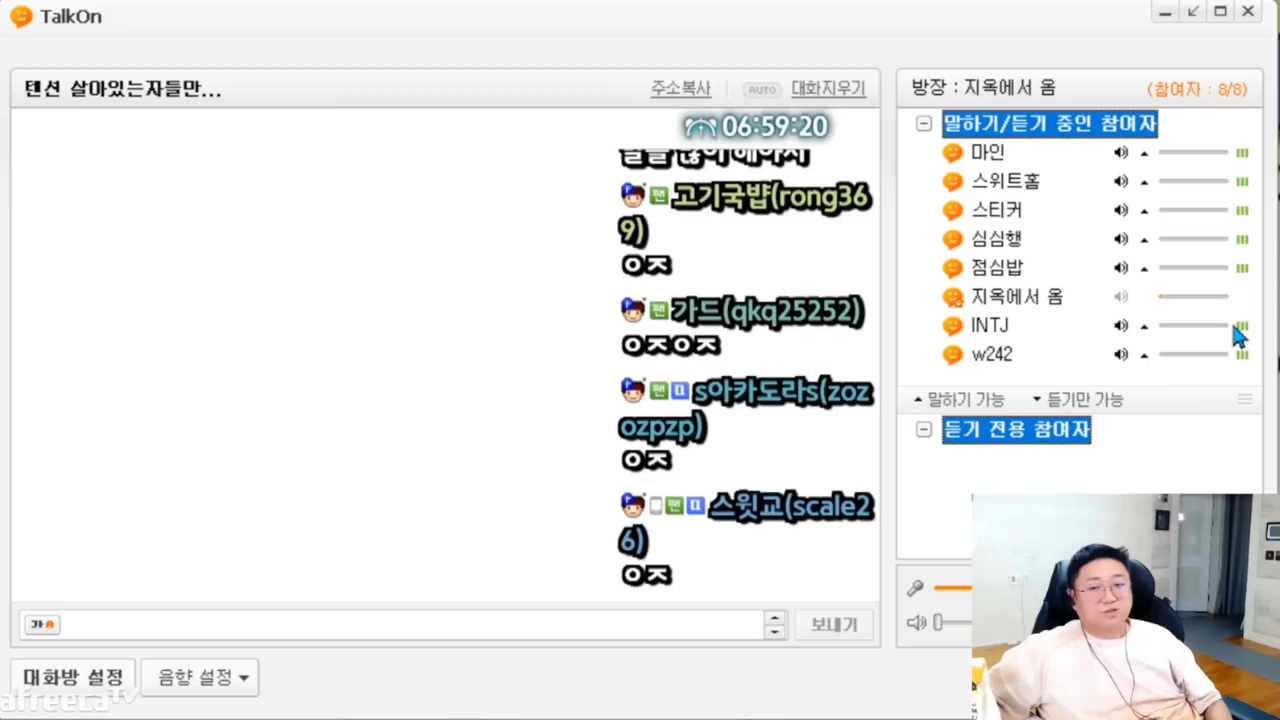 TalkOn
텐션 살아있는자들만...
주소복사
AUTO
대화지우기
06:59:20
고기국뱝(rong36
9)
ㅇㅈ
가드(qkq25252)
ㅇㅈㅇㅈ
s아카도라s(zoz
ozpzp)
ㅇㅈ
스윗교(scale2
6)
ㅇㅈ
가
보내기
대화방 설정
음향 설정
afreecaTV
방장 : 지옥에서 옴
(참여자 : 8/8)
말하기/듣기 중인 참여자
마인
스위트홈
스티커
심심행
점심밥
지옥에서 옴
INTJ
w242
말하기 가능
듣기만 가능
듣기 전용 참여자